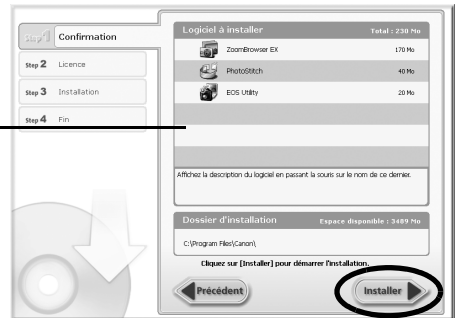 Step 1 Confirmation
Step 2 Licence
Step 3 Installation
Step 4 Fin
Logiciel à installer Total : 230 Mo
ZoomBrowser EX 170 Mo
PhotoStitch 40 Mo
EOS Utility 20 Mo
Affichez la description du logiciel en passant la souris sur le nom de ce dernier.
Dossier d'installation Espace disponible : 3489 Mo
C:\Program Files\Canon\
Cliquez sur [Installer] pour démarrer l'installation.
Précédent Installer